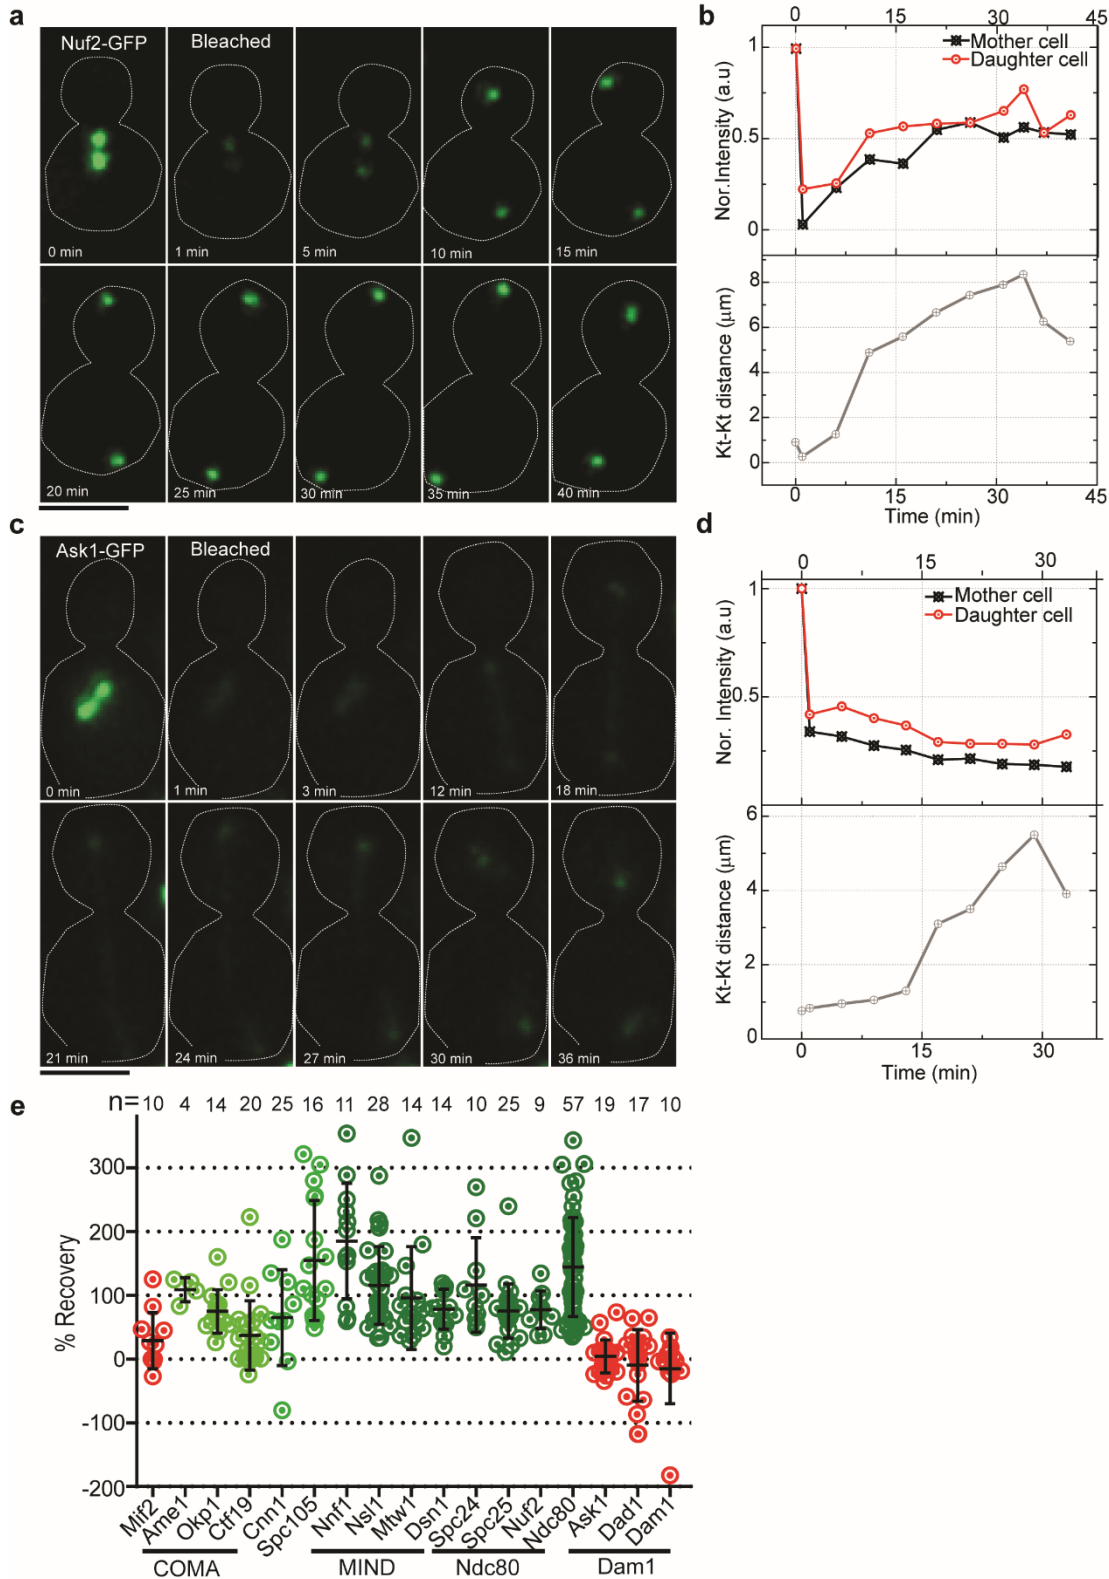 a
Nuf2-GFP
Bleached
0 min
1 min
5 min
10 min
15 min
20 min
25 min
30 min
35 min
40 min
b
0 15 30 45
Mother cell
Daughter cell
Nor.Intensity (a.u)
1
0.5
0
Kt-Kt distance (μm)
8
6
4
2
0
0 15 30 45
Time (min)
c
Ask1-GFP
Bleached
0 min
1 min
3 min
12 min
18 min
21 min
24 min
27 min
30 min
36 min
d
0 15 30
Mother cell
Daughter cell
Nor. Intensity (a.u)
1
0.5
Kt-Kt distance (μm)
6
4
2
0
0 15 30
Time (min)
e
n= 10 4 14 20 25 16 11 28 14 14 10 25 9 57 19 17 10
% Recovery
300
200
100
0
-100
-200
Mif2 Ame1 Okp1 Ctf19 Cnn1 Spc105 Nnf1 Nsl1 Mtw1 Dsn1 Spc24 Spc25 Nuf2 Ndc80 Ask1 Dad1 Dam1
COMA MIND Ndc80 Dam1